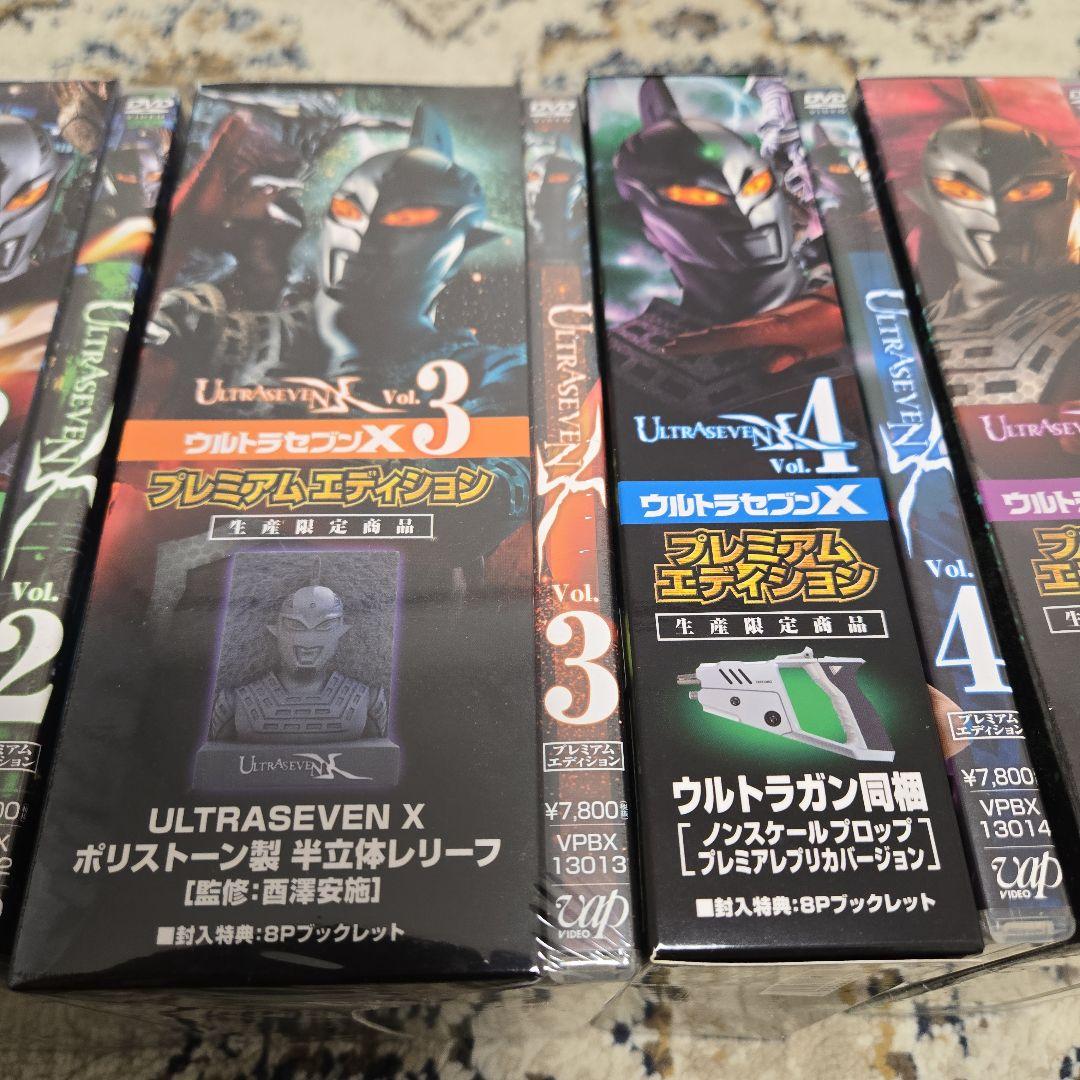 ULTRASEVEN X
Vol.
2
DVD
VIDEO
ULTRASEVEN X Vol. 3
ウルトラセブンX
プレミアム エディション
生産限定商品
ULTRASEVEN X
ULTRASEVEN X
ポリストーン製 半立体レリーフ
[監修:酉澤安施]
■封入特典:8Pブックレット
DVD
VIDEO
ULTRASEVEN X
Vol.
3
プレミアム
エディション
¥7,800
VPBX
13013
vap
VIDEO
ULTRASEVEN X
Vol. 4
ウルトラセブンX
プレミアム
エディション
生産限定商品
ウルトラガン同梱
[ノンスケールプロップ
プレミアレプリカバージョン]
■封入特典:8Pブックレット
DVD
VIDEO
ULTRASEVEN X
Vol.
4
プレミアム
エディション
¥7,800
VPBX
13014
vap
VIDEO